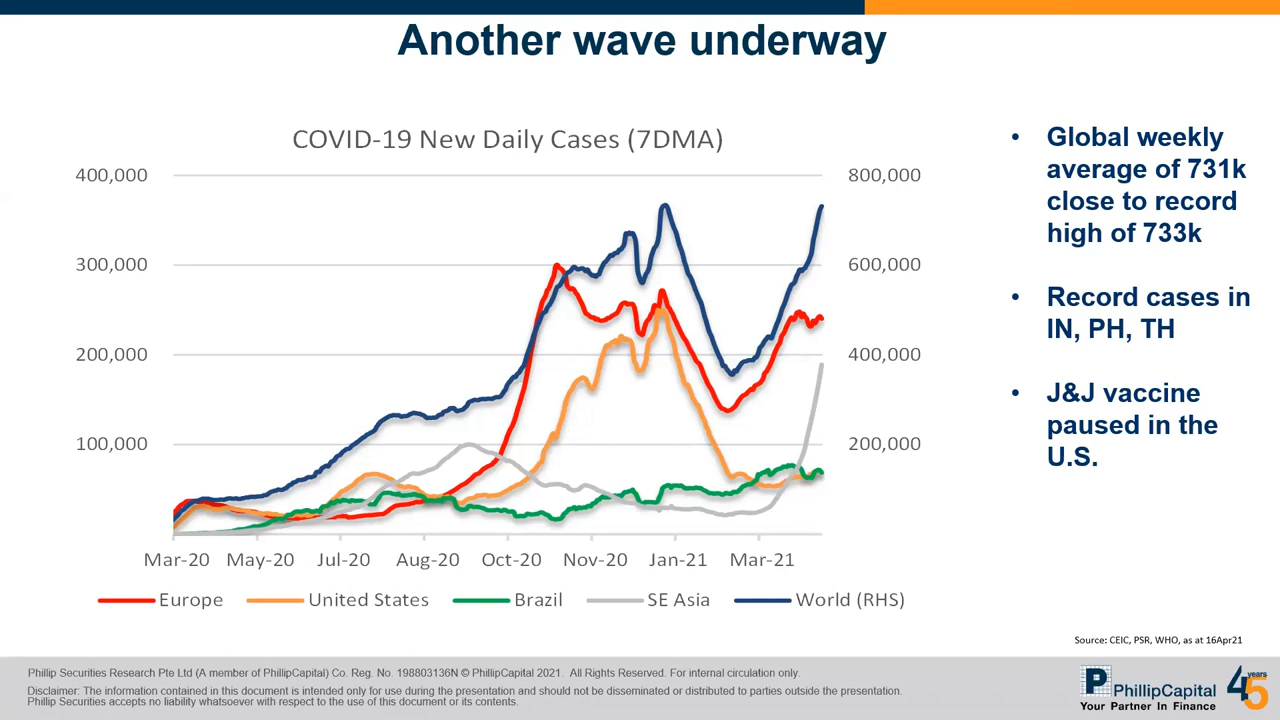 Another wave underway
COVID-19 New Daily Cases (7DMA)
400,000
300,000
200,000
100,000
800,000
600,000
400,000
200,000
Mar-20 May-20 Jul-20 Aug-20 Oct-20 Nov-20 Jan-21 Mar-21
Europe United States Brazil SE Asia World (RHS)
• Global weekly
average of 731k
close to record
high of 733k
• Record cases in
IN, PH, TH
• J&J vaccine
paused in the
U.S.
Source: CEIC, PSR, WHO, as at 16Apr21
Phillip Securities Research Pte Ltd (A member of PhillipCapital) Co. Reg. No. 198803136N © PhillipCapital 2021. All Rights Reserved. For internal circulation only.
Disclaimer: The information contained in this document is intended only for use during the presentation and should not be disseminated or distributed to parties outside the presentation.
Phillip Securities accepts no liability whatsoever with respect to the use of this document or its contents.
P PhillipCapital
Your Partner In Finance
45 years